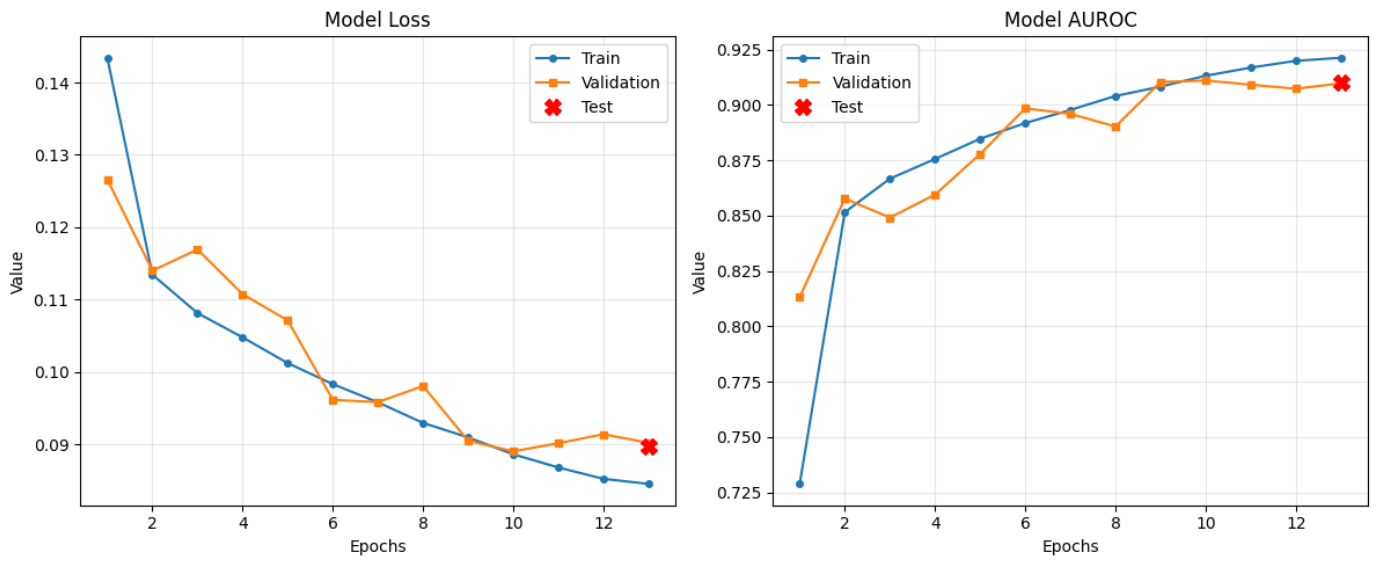 Model Loss
Train
Validation
Test
0.14
0.13
0.12
0.11
0.10
0.09
Value
2
4
6
8
10
12
Epochs
Model AUROC
Train
Validation
Test
0.925
0.900
0.875
0.850
0.825
0.800
0.775
0.750
0.725
Value
2
4
6
8
10
12
Epochs